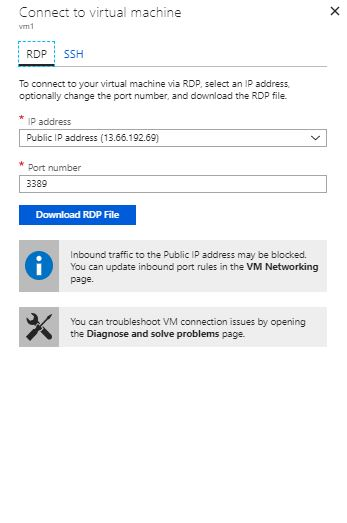 Connect to virtual machine
vm1
RDP SSH
To connect to your virtual machine via RDP, select an IP address,
optionally change the port number, and download the RDP file.
* IP address
Public IP address (13.66.192.69)
* Port number
3389
Download RDP File
Inbound traffic to the Public IP address may be blocked.
You can update inbound port rules in the VM Networking
page.
You can troubleshoot VM connection issues by opening
the Diagnose and solve problems page.